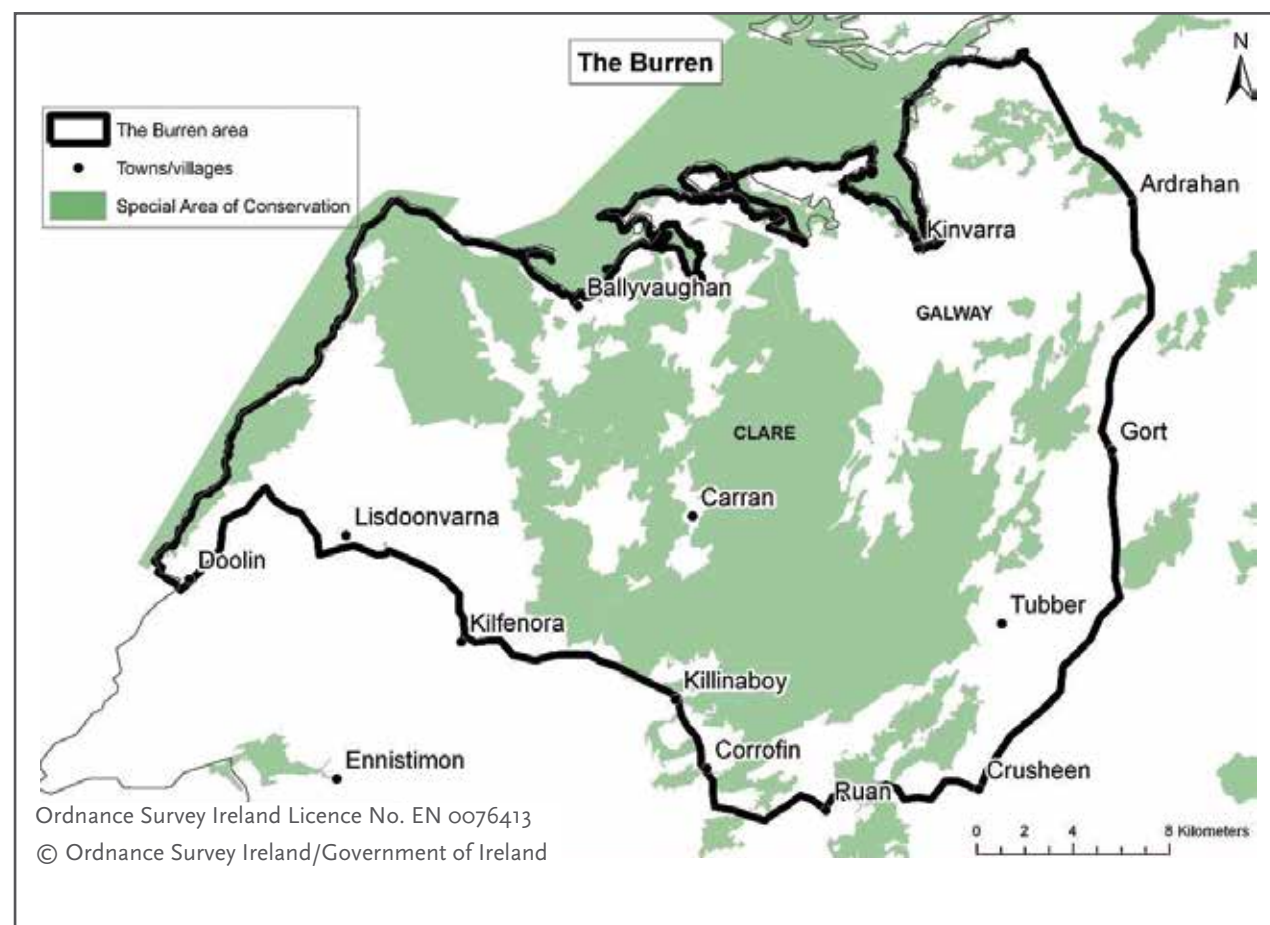 The Burren
N
The Burren area
Towns/villages
Special Area of Conservation
Ardrahan
Kinvarra
Ballyvaughan
GALWAY
CLARE
Gort
Carran
Lisdoonvarna
Doolin
Tubber
Kilfenora
Killinaboy
Corrofin
Ennistimon
Crusheen
Ruan
0 2 4 8 Kilometers
Ordnance Survey Ireland Licence No. EN 0076413
© Ordnance Survey Ireland/Government of Ireland